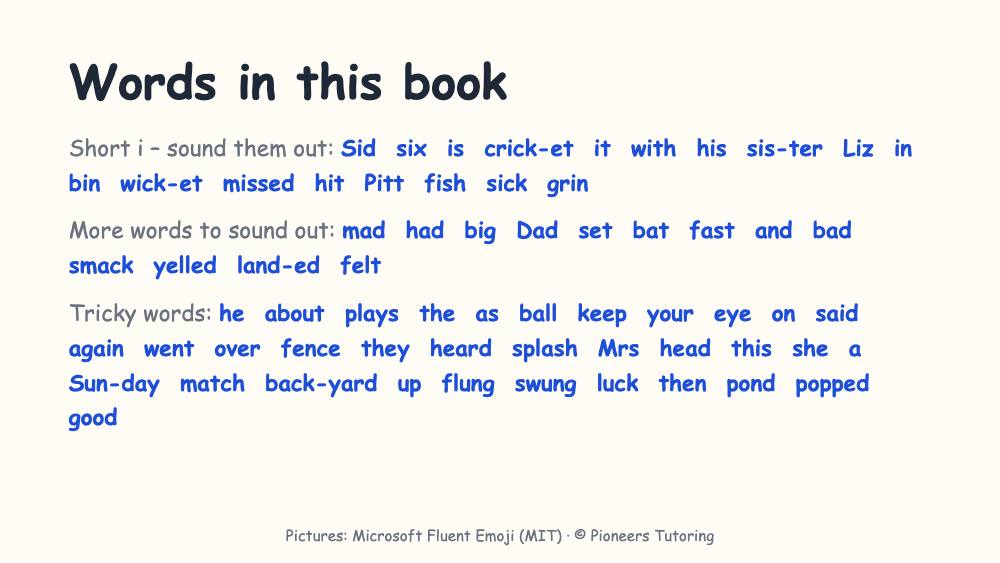 Words in this book
Short i – sound them out: Sid six is crick-et it with his sis-ter Liz in
bin wick-et missed hit Pitt fish sick grin
More words to sound out: mad had big Dad set bat fast and bad
smack yelled land-ed felt
Tricky words: he about plays the as ball keep your eye on said
again went over fence they heard splash Mrs head this she a
Sun-day match back-yard up flung swung luck then pond popped
good
Pictures: Microsoft Fluent Emoji (MIT) · © Pioneers Tutoring